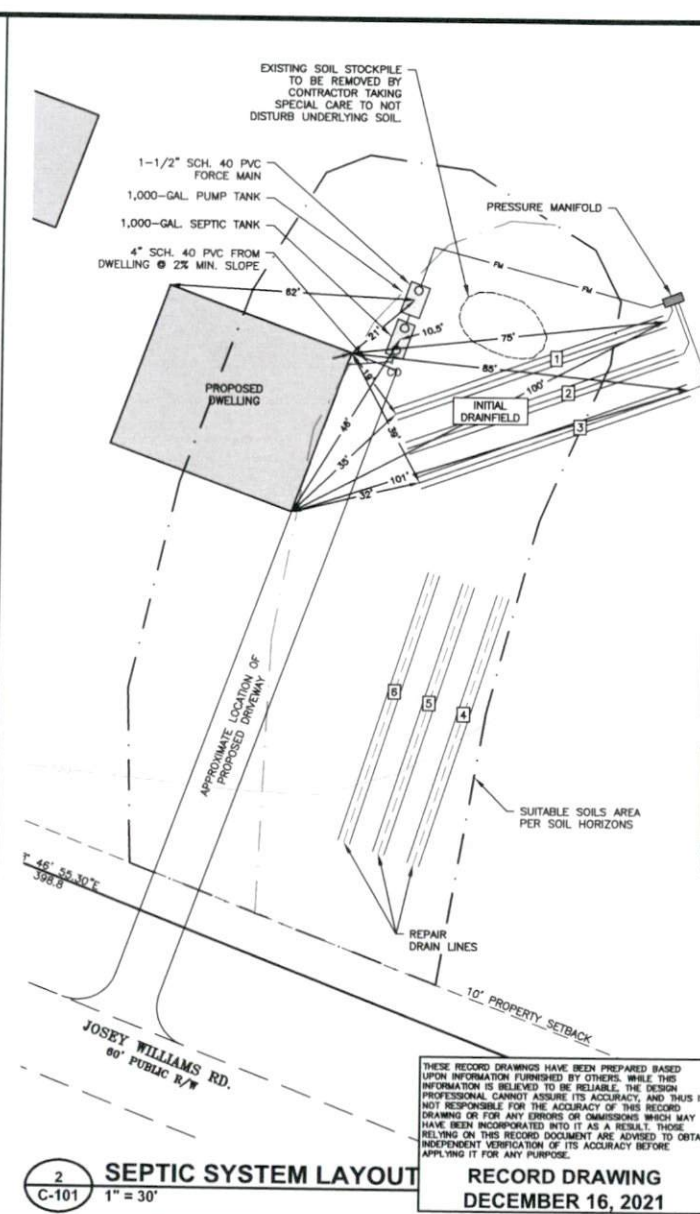 EXISTING SOIL STOCKPILE
TO BE REMOVED BY
CONTRACTOR TAKING
SPECIAL CARE TO NOT
DISTURB UNDERLYING SOIL.
1-1/2" SCH. 40 PVC
FORCE MAIN
1,000-GAL. PUMP TANK
1,000-GAL. SEPTIC TANK
4" SCH. 40 PVC FROM
DWELLING @ 2% MIN. SLOPE
PRESSURE MANIFOLD
FM
FM
62'
21'
10.5'
75'
1
85'
100'
2
PROPOSED
DWELLING
INITIAL
DRAINFIELD
3
39'
35'
101'
32'
6
5
4
APPROXIMATE LOCATION OF
PROPOSED DRIVEWAY
SUITABLE SOILS AREA
PER SOIL HORIZONS
46' 55.30"E
398.8
REPAIR
DRAIN LINES
10' PROPERTY SETBACK
JOSEY WILLIAMS RD.
60' PUBLIC R/W
THESE RECORD DRAWINGS HAVE BEEN PREPARED BASED
UPON INFORMATION FURNISHED BY OTHERS. WHILE THIS
INFORMATION IS BELIEVED TO BE RELIABLE, THE DESIGN
PROFESSIONAL CANNOT ASSURE ITS ACCURACY, AND THUS I
NOT RESPONSIBLE FOR THE ACCURACY OF THIS RECORD
DRAWING OR FOR ANY ERRORS OR OMMISSIONS WHICH MAY
HAVE BEEN INCORPORATED INTO IT AS A RESULT. THOSE
RELYING ON THIS RECORD DOCUMENT ARE ADVISED TO OBTA
INDEPENDENT VERIFICATION OF ITS ACCURACY BEFORE
APPLYING IT FOR ANY PURPOSE.
2
C-101
SEPTIC SYSTEM LAYOUT
1" = 30'
RECORD DRAWING
DECEMBER 16, 2021